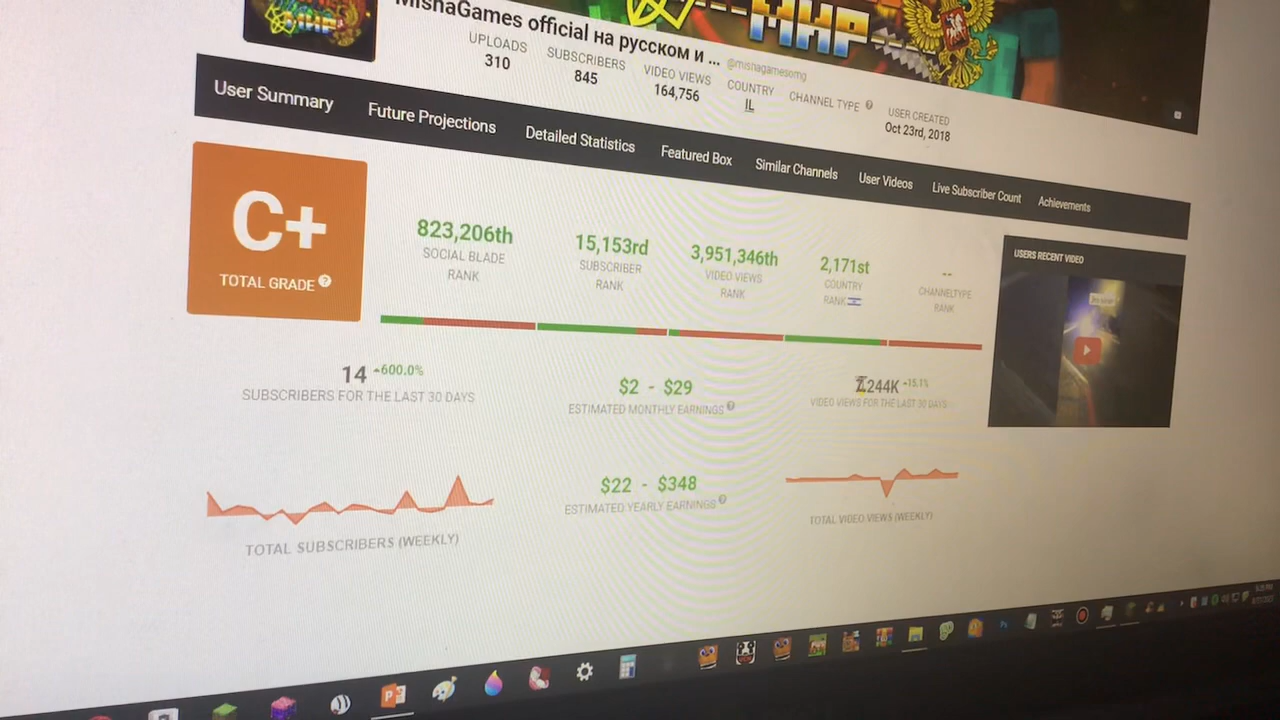 МИР
МИР
MishaGames official на русском и ...
@mishagamesomg
UPLOADS
310
SUBSCRIBERS
845
VIDEO VIEWS
164,756
COUNTRY
IL
CHANNEL TYPE
USER CREATED
Oct 23rd, 2018
User Summary
Future Projections
Detailed Statistics
Featured Box
Similar Channels
User Videos
Live Subscriber Count
Achievements
C+
TOTAL GRADE
823,206th
SOCIAL BLADE
RANK
15,153rd
SUBSCRIBER
RANK
3,951,346th
VIDEO VIEWS
RANK
2,171st
COUNTRY
RANK
--
CHANNELTYPE
RANK
USERS RECENT VIDEO
14 +600.0%
SUBSCRIBERS FOR THE LAST 30 DAYS
$2 - $29
ESTIMATED MONTHLY EARNINGS
244K +15.1%
VIDEO VIEWS FOR THE LAST 30 DAYS
TOTAL SUBSCRIBERS (WEEKLY)
$22 - $348
ESTIMATED YEARLY EARNINGS
TOTAL VIDEO VIEWS (WEEKLY)